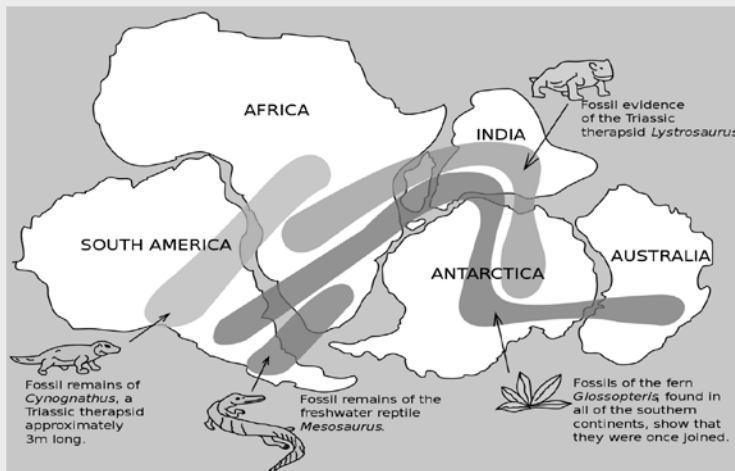 AFRICA
INDIA
Fossil evidence
of the Triassic
therapsid Lystrosaurus
SOUTH AMERICA
ANTARCTICA
AUSTRALIA
Fossil remains of
Cynognathus, a
Triassic therapsid
approximately
3m long.
Fossil remains of the
freshwater reptile
Mesosaurus.
Fossils of the fern
Glossopteris, found in
all of the southern
continents, show that
they were once joined.